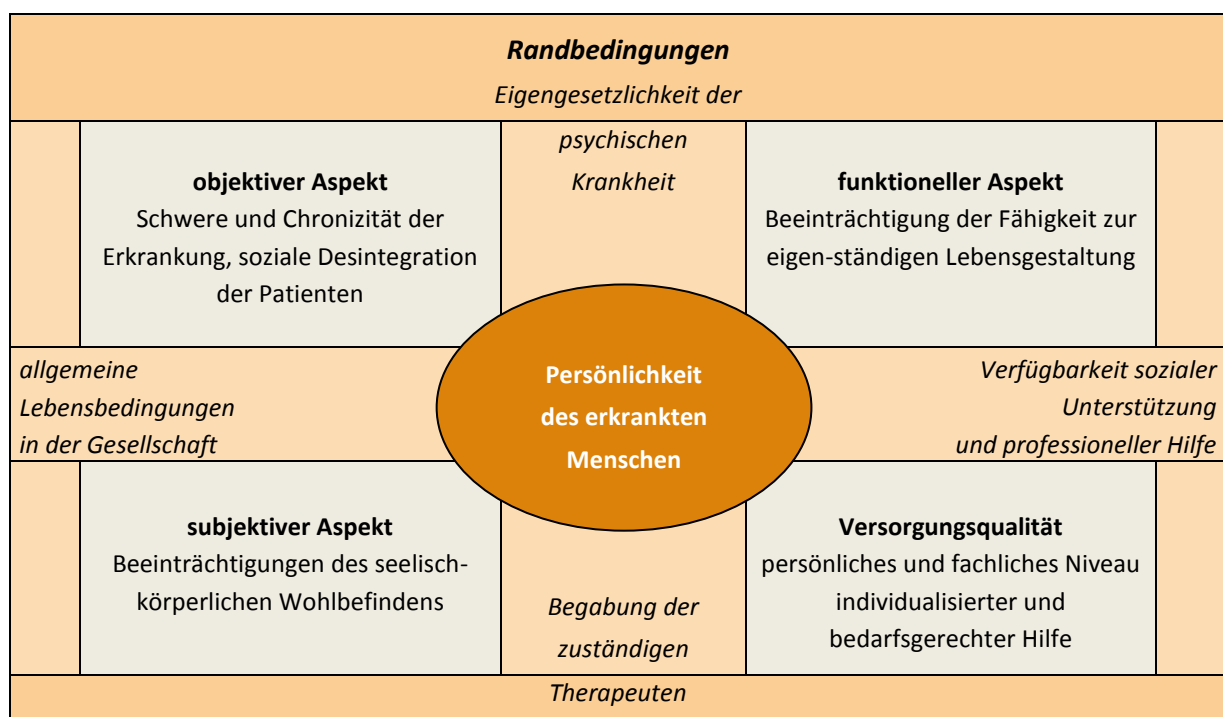 Randbedingungen
Eigengesetzlichkeit der
psychischen
Krankheit
objektiver Aspekt
Schwere und Chronizität der
Erkrankung, soziale Desintegration
der Patienten
funktioneller Aspekt
Beeinträchtigung der Fähigkeit zur
eigen-ständigen Lebensgestaltung
allgemeine
Lebensbedingungen
in der Gesellschaft
Persönlichkeit
des erkrankten
Menschen
Verfügbarkeit sozialer
Unterstützung
und professioneller Hilfe
subjektiver Aspekt
Beeinträchtigungen des seelisch-
körperlichen Wohlbefindens
Versorgungsqualität
persönliches und fachliches Niveau
individualisierter und
bedarfsgerechter Hilfe
Begabung der
zuständigen
Therapeuten